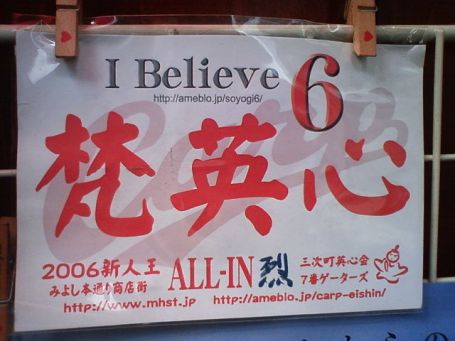 I Believe 6
http://ameblo.jp/soyogi6/
Carp
梵英心
2006新人王
みよし本通り商店街
ALL-IN 烈
三次町英心会
7番ゲーターズ
http://www.mhst.jp
http://ameblo.jp/carp-eishin/